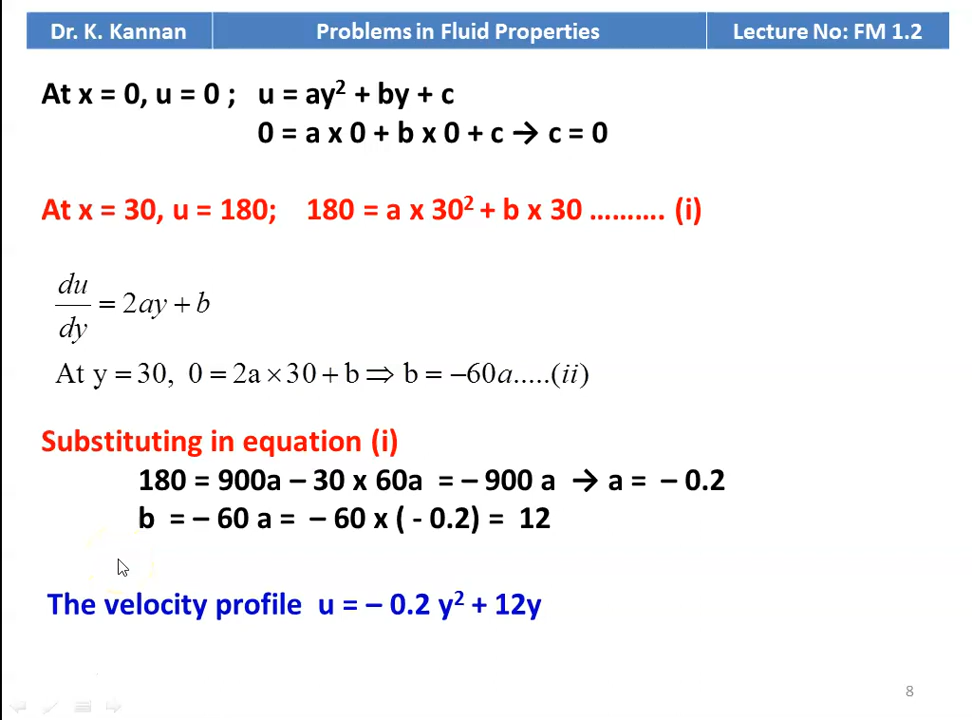 Dr. K. Kannan Problems in Fluid Properties Lecture No: FM 1.2
At x = 0, u = 0 ; u = ay² + by + c
0 = a x 0 + b x 0 + c → c = 0
At x = 30, u = 180; 180 = a x 30² + b x 30 ………. (i)
du/dy = 2ay + b
At y = 30, 0 = 2a × 30 + b ⇒ b = −60a.....(ii)
Substituting in equation (i)
180 = 900a – 30 x 60a = – 900 a → a = – 0.2
b = – 60 a = – 60 x ( - 0.2) = 12
The velocity profile u = – 0.2 y² + 12y
8